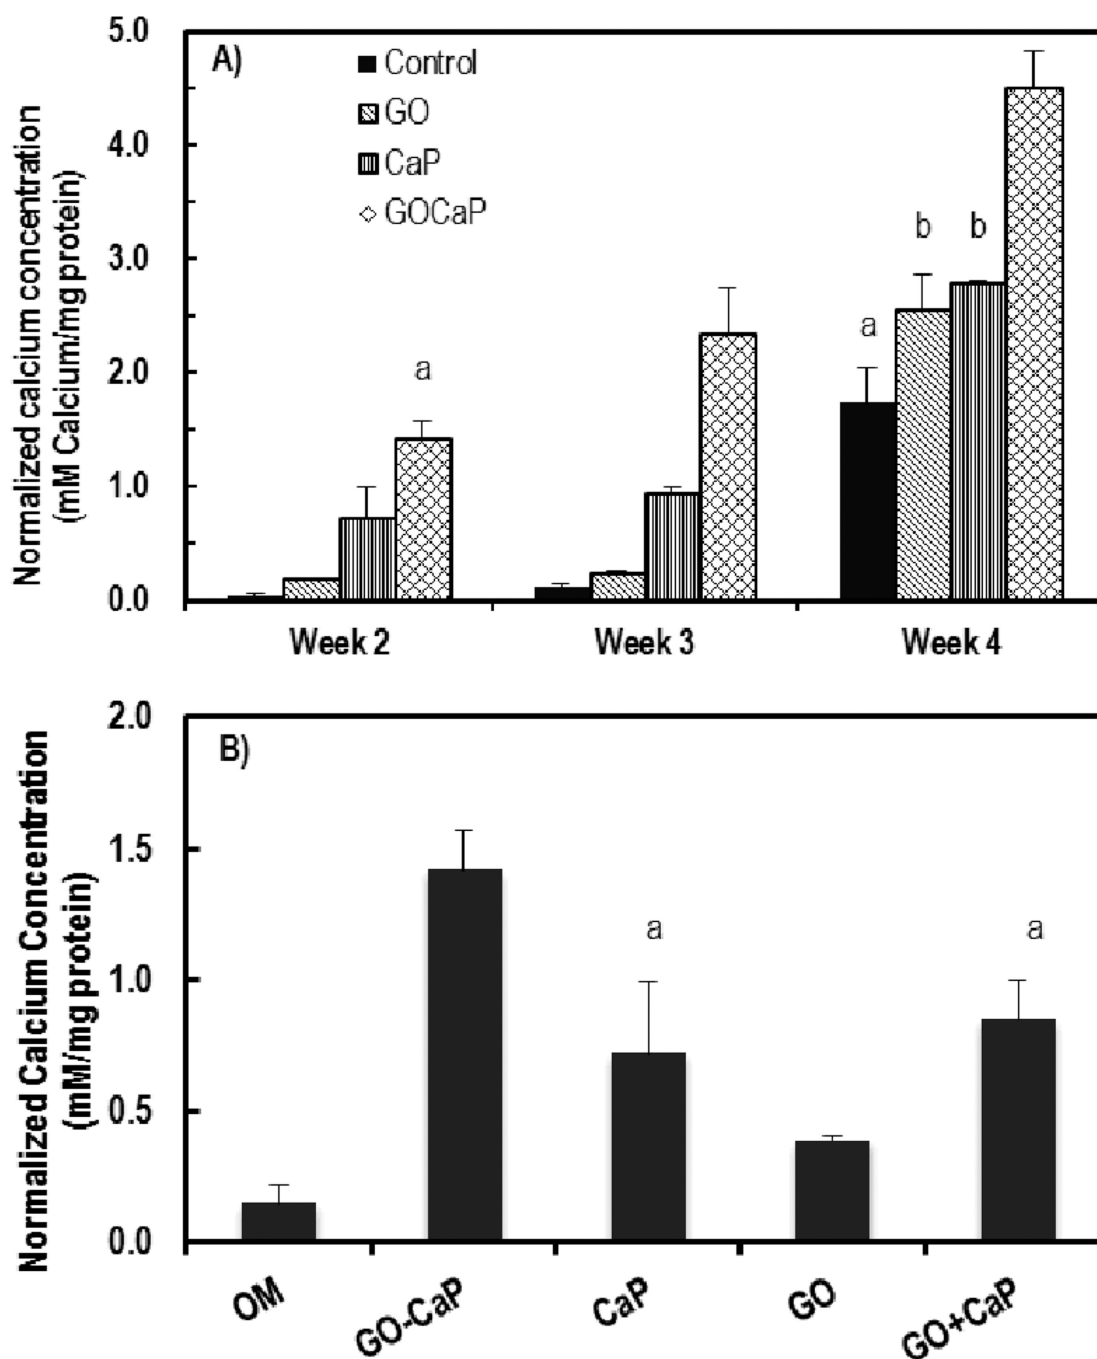 Normalized calcium concentration
(mM Calcium/mg protein)
5.0
4.0
3.0
2.0
1.0
0.0
A)
Control
GO
CaP
GOCaP
a
a
b
b
Week 2
Week 3
Week 4
Normalized Calcium Concentration
(mM/mg protein)
2.0
1.5
1.0
0.5
0.0
B)
a
a
OM
GO-CaP
CaP
GO
GO+CaP